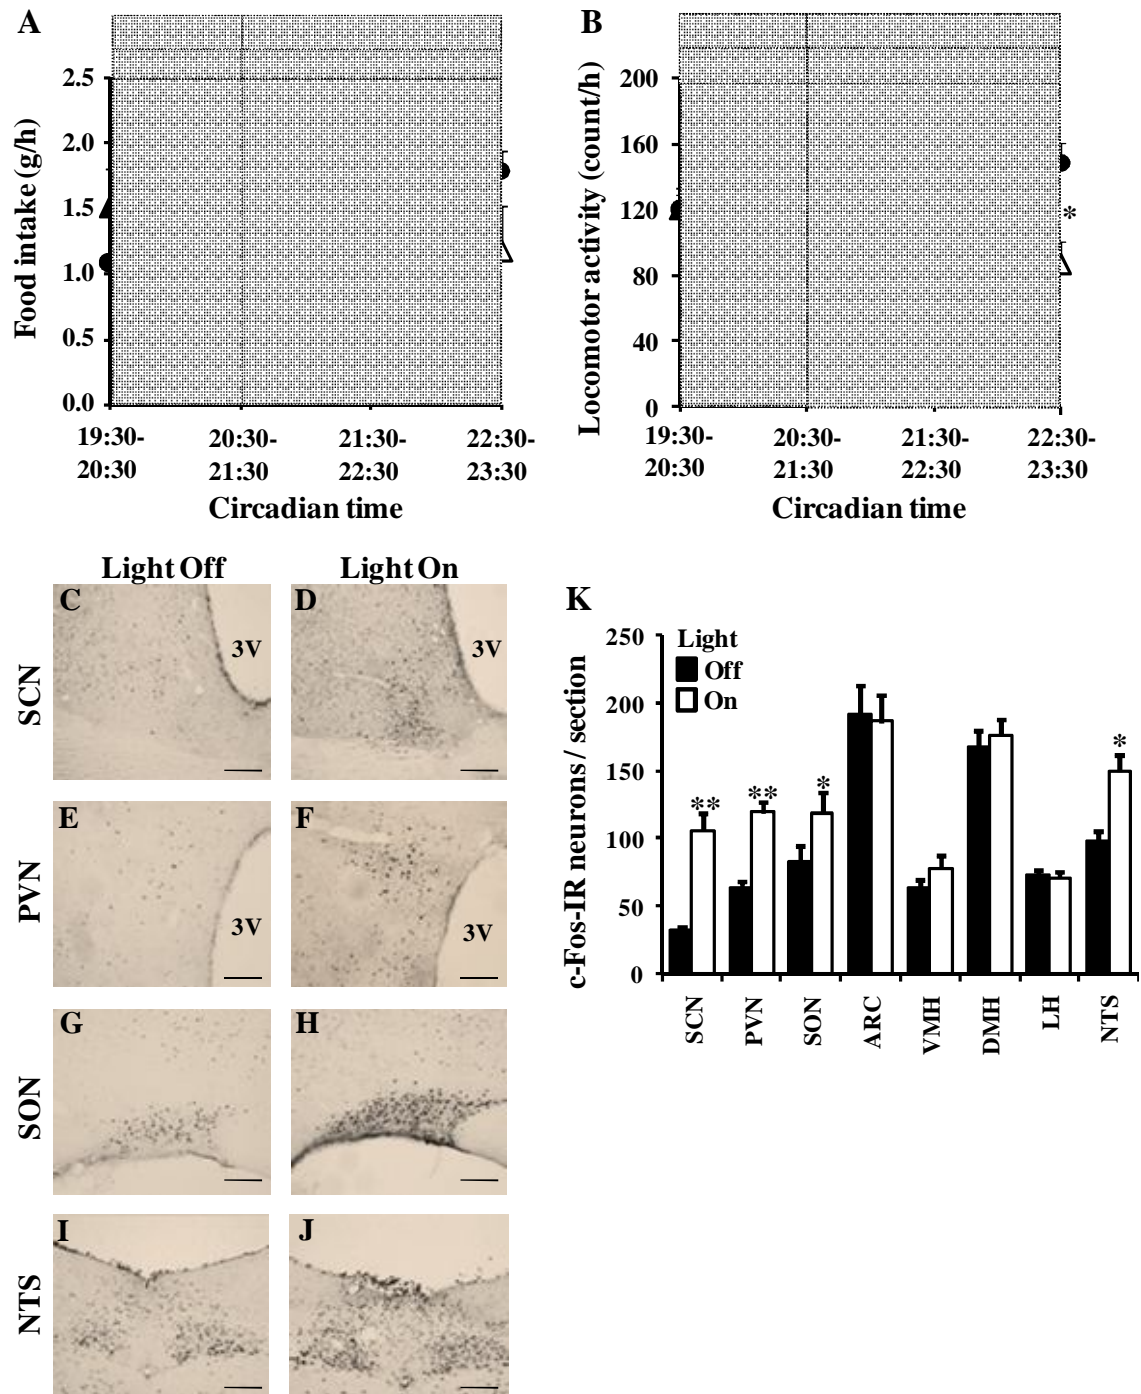 A
Food intake (g/h)
2.5
2.0
1.5
1.0
0.5
0.0
19:30- 20:30- 21:30- 22:30-
20:30 21:30 22:30 23:30
Circadian time
B
Locomotor activity (count/h)
200
160
120
80
40
0
*
19:30- 20:30- 21:30- 22:30-
20:30 21:30 22:30 23:30
Circadian time
Light Off Light On
SCN
C
3V
D
3V
PVN
E
3V
F
3V
SON
G
H
NTS
I
J
K
c-Fos-IR neurons / section
250
200
150
100
50
0
Light
Off
On
** ** * *
SCN PVN SON ARC VMH DMH LH NTS